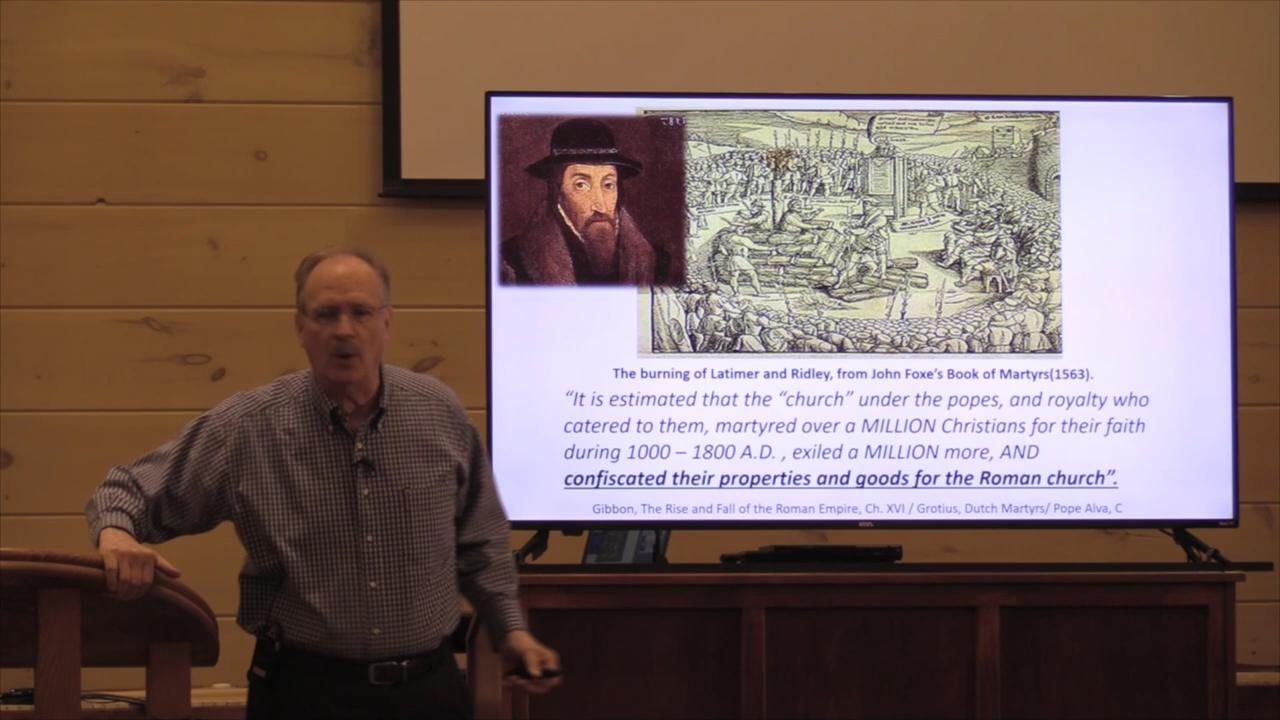 The burning of Latimer and Ridley, from John Foxe's Book of Martyrs(1563).
“It is estimated that the “church” under the popes, and royalty who
catered to them, martyred over a MILLION Christians for their faith
during 1000 – 1800 A.D. , exiled a MILLION more, AND
confiscated their properties and goods for the Roman church”.
Gibbon, The Rise and Fall of the Roman Empire, Ch. XVI / Grotius, Dutch Martyrs/ Pope Alva, C